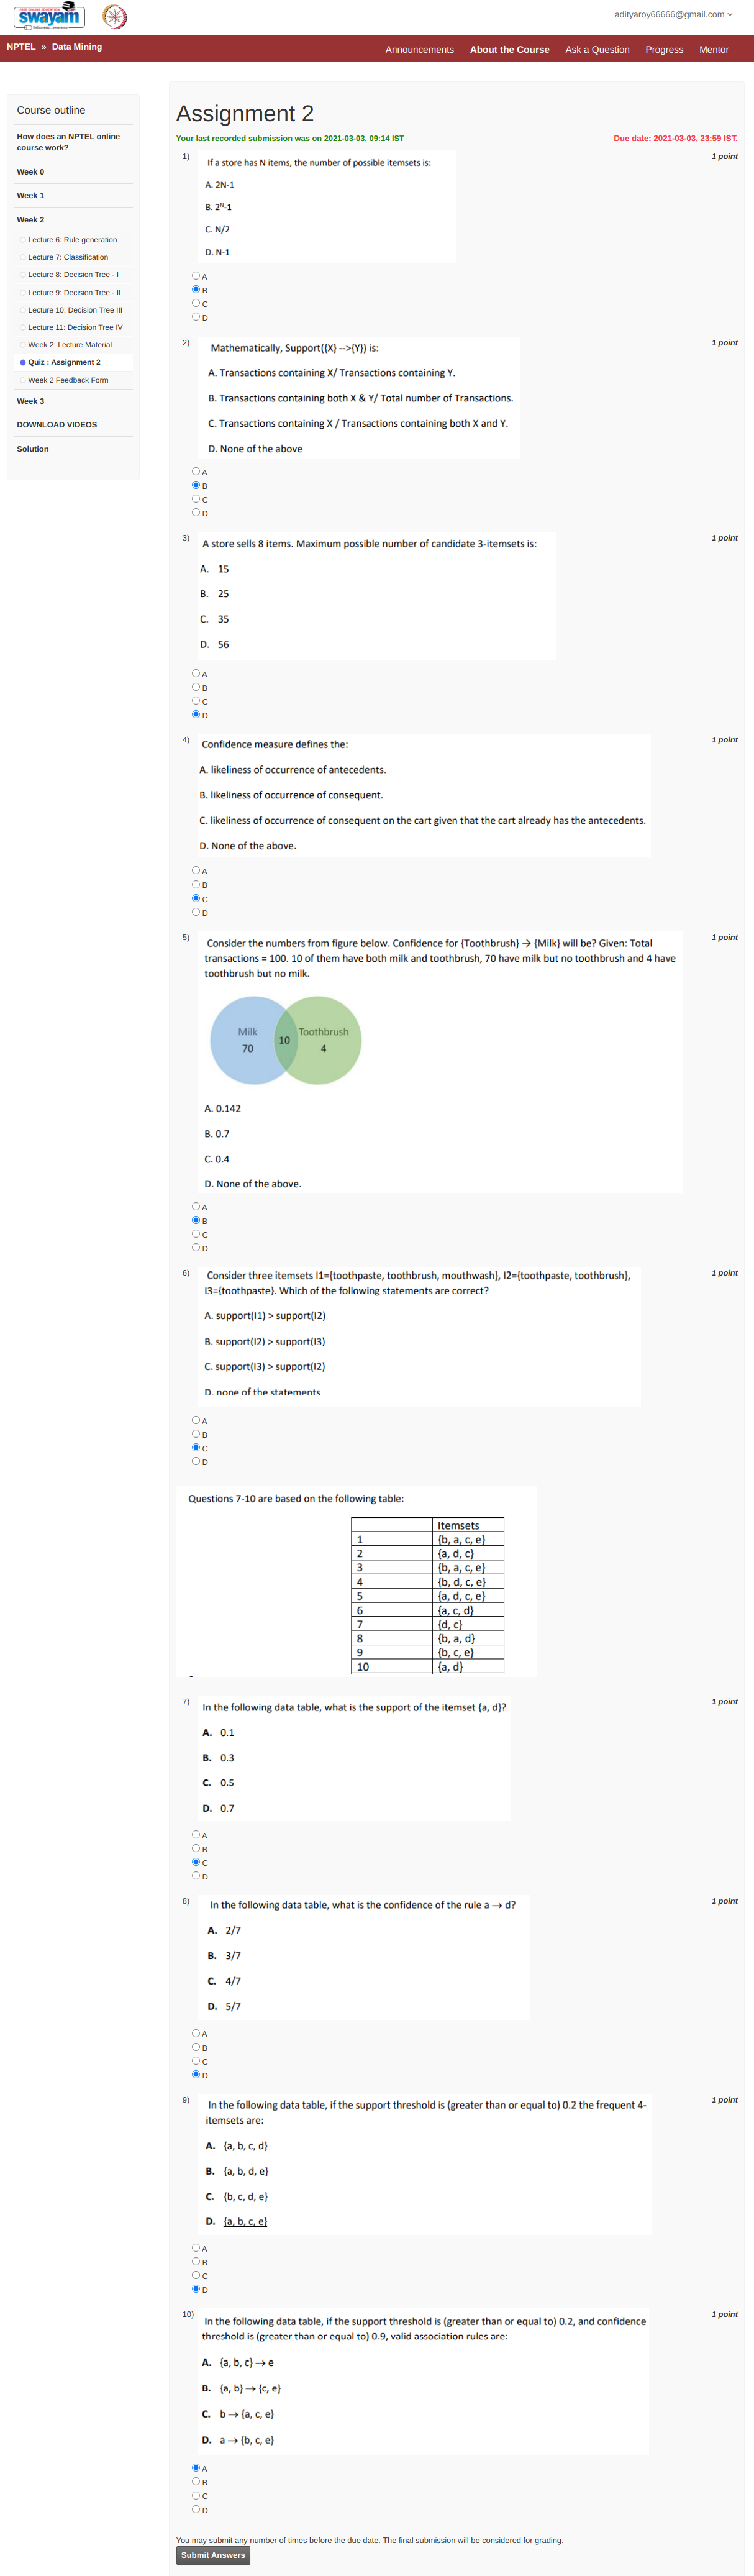 swayam
adityaroy66666@gmail.com
NPTEL » Data Mining
Announcements About the Course Ask a Question Progress Mentor
Course outline
How does an NPTEL online
course work?
Week 0
Week 1
Week 2
Lecture 6: Rule generation
Lecture 7: Classification
Lecture 8: Decision Tree - I
Lecture 9: Decision Tree - II
Lecture 10: Decision Tree III
Lecture 11: Decision Tree IV
Week 2: Lecture Material
Quiz : Assignment 2
Week 2 Feedback Form
Week 3
DOWNLOAD VIDEOS
Solution
Assignment 2
Your last recorded submission was on 2021-03-03, 09:14 IST Due date: 2021-03-03, 23:59 IST.
1) If a store has N items, the number of possible itemsets is: 1 point
A. 2N-1
B. 2ᴺ-1
C. N/2
D. N-1
A
B
C
D
2) Mathematically, Support({X} -->{Y}) is: 1 point
A. Transactions containing X/ Transactions containing Y.
B. Transactions containing both X & Y/ Total number of Transactions.
C. Transactions containing X / Transactions containing both X and Y.
D. None of the above
A
B
C
D
3) A store sells 8 items. Maximum possible number of candidate 3-itemsets is: 1 point
A. 15
B. 25
C. 35
D. 56
A
B
C
D
4) Confidence measure defines the: 1 point
A. likeliness of occurrence of antecedents.
B. likeliness of occurrence of consequent.
C. likeliness of occurrence of consequent on the cart given that the cart already has the antecedents.
D. None of the above.
A
B
C
D
5) Consider the numbers from figure below. Confidence for {Toothbrush} → {Milk} will be? Given: Total 1 point
transactions = 100. 10 of them have both milk and toothbrush, 70 have milk but no toothbrush and 4 have
toothbrush but no milk.
Milk 10 Toothbrush
70 4
A. 0.142
B. 0.7
C. 0.4
D. None of the above.
A
B
C
D
6) Consider three itemsets I1={toothpaste, toothbrush, mouthwash}, I2={toothpaste, toothbrush}, 1 point
I3={toothpaste}. Which of the following statements are correct?
A. support(I1) > support(I2)
B. support(I2) > support(I3)
C. support(I3) > support(I2)
D. none of the statements
A
B
C
D
Questions 7-10 are based on the following table:
Itemsets
1 {b, a, c, e}
2 {a, d, c}
3 {b, a, c, e}
4 {b, d, c, e}
5 {a, d, c, e}
6 {a, c, d}
7 {d, c}
8 {b, a, d}
9 {b, c, e}
10 {a, d}
7) In the following data table, what is the support of the itemset {a, d}? 1 point
A. 0.1
B. 0.3
C. 0.5
D. 0.7
A
B
C
D
8) In the following data table, what is the confidence of the rule a → d? 1 point
A. 2/7
B. 3/7
C. 4/7
D. 5/7
A
B
C
D
9) In the following data table, if the support threshold is (greater than or equal to) 0.2 the frequent 4- 1 point
itemsets are:
A. {a, b, c, d}
B. {a, b, d, e}
C. {b, c, d, e}
D. {a, b, c, e}
A
B
C
D
10) In the following data table, if the support threshold is (greater than or equal to) 0.2, and confidence 1 point
threshold is (greater than or equal to) 0.9, valid association rules are:
A. {a, b, c} → e
B. {a, b} → {c, e}
C. b → {a, c, e}
D. a → {b, c, e}
A
B
C
D
You may submit any number of times before the due date. The final submission will be considered for grading.
Submit Answers